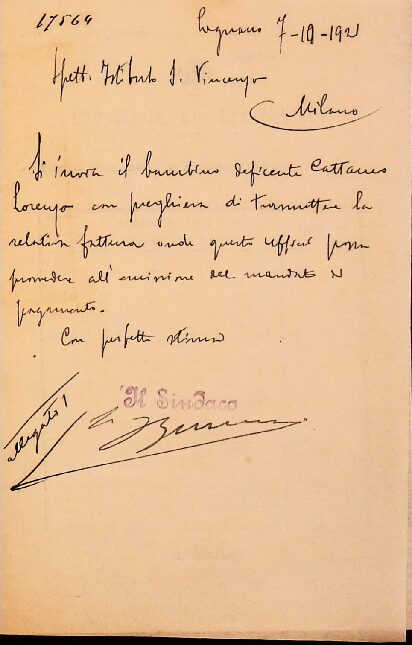 17564
Legnano 7-10-1921
Spett. Istituto S. Vincenzo
Milano
Si invia il bambino deficente Cattaneo
Lorenzo con preghiera di trasmettere la
relativa fattura onde questo ufficio possa
provvedere all'emissione del mandato di
pagamento.
Con perfetta stima
Il Sindaco
allegato 1